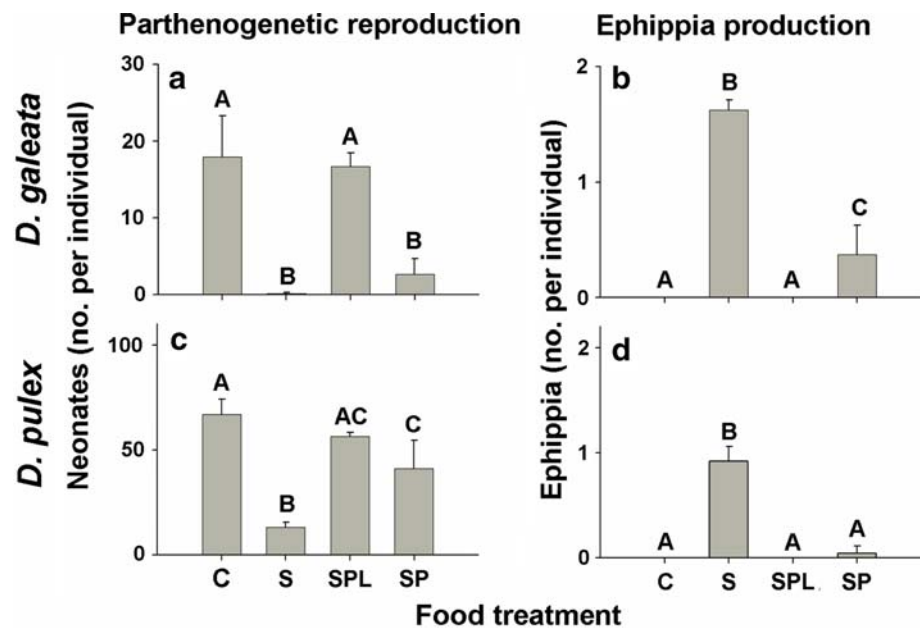 Parthenogenetic reproduction Ephippia production
D. galeata
Neonates (no. per individual)
30
20
10
0
a
A
B
A
B
Ephippia (no. per individual)
2
1
0
b
A
B
A
C
D. pulex
100
50
0
c
A
B
AC
C
C S SPL SP
2
1
0
d
A
B
A
A
C S SPL SP
Food treatment